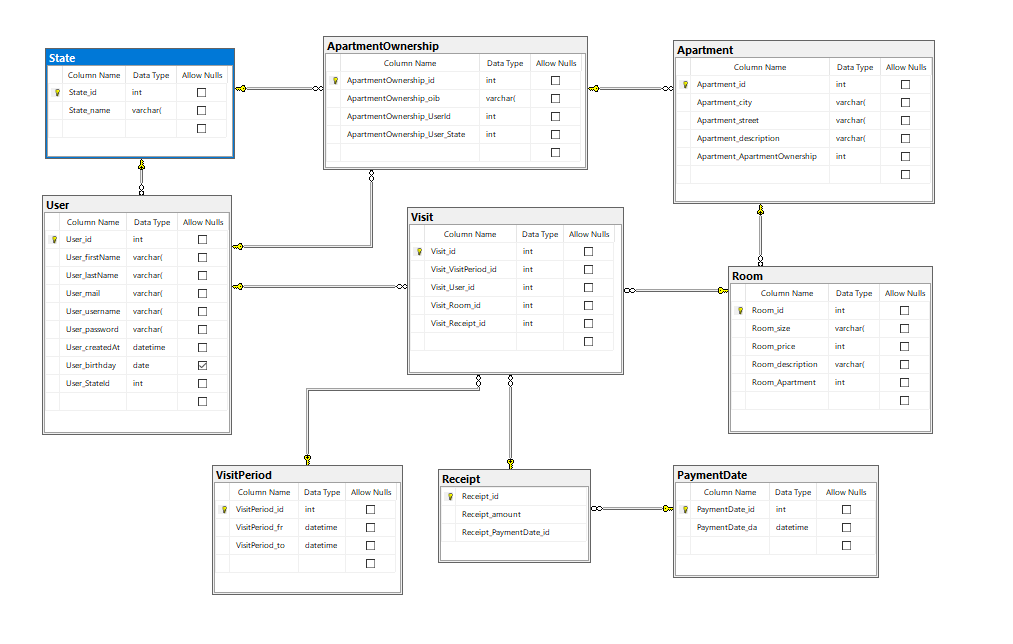 State
Column Name Data Type Allow Nulls
State_id int
State_name varchar(
ApartmentOwnership
Column Name Data Type Allow Nulls
ApartmentOwnership_id int
ApartmentOwnership_oib varchar(
ApartmentOwnership_UserId int
ApartmentOwnership_User_State int
Apartment
Column Name Data Type Allow Nulls
Apartment_id int
Apartment_city varchar(
Apartment_street varchar(
Apartment_description varchar(
Apartment_ApartmentOwnership int
User
Column Name Data Type Allow Nulls
User_id int
User_firstName varchar(
User_lastName varchar(
User_mail varchar(
User_username varchar(
User_password varchar(
User_createdAt datetime
User_birthday date
User_StateId int
Visit
Column Name Data Type Allow Nulls
Visit_id int
Visit_VisitPeriod_id int
Visit_User_id int
Visit_Room_id int
Visit_Receipt_id int
Room
Column Name Data Type Allow Nulls
Room_id int
Room_size varchar(
Room_price int
Room_description varchar(
Room_Apartment int
VisitPeriod
Column Name Data Type Allow Nulls
VisitPeriod_id int
VisitPeriod_fr datetime
VisitPeriod_to datetime
Receipt
Receipt_id
Receipt_amount
Receipt_PaymentDate_id
PaymentDate
Column Name Data Type Allow Nulls
PaymentDate_id int
PaymentDate_da datetime